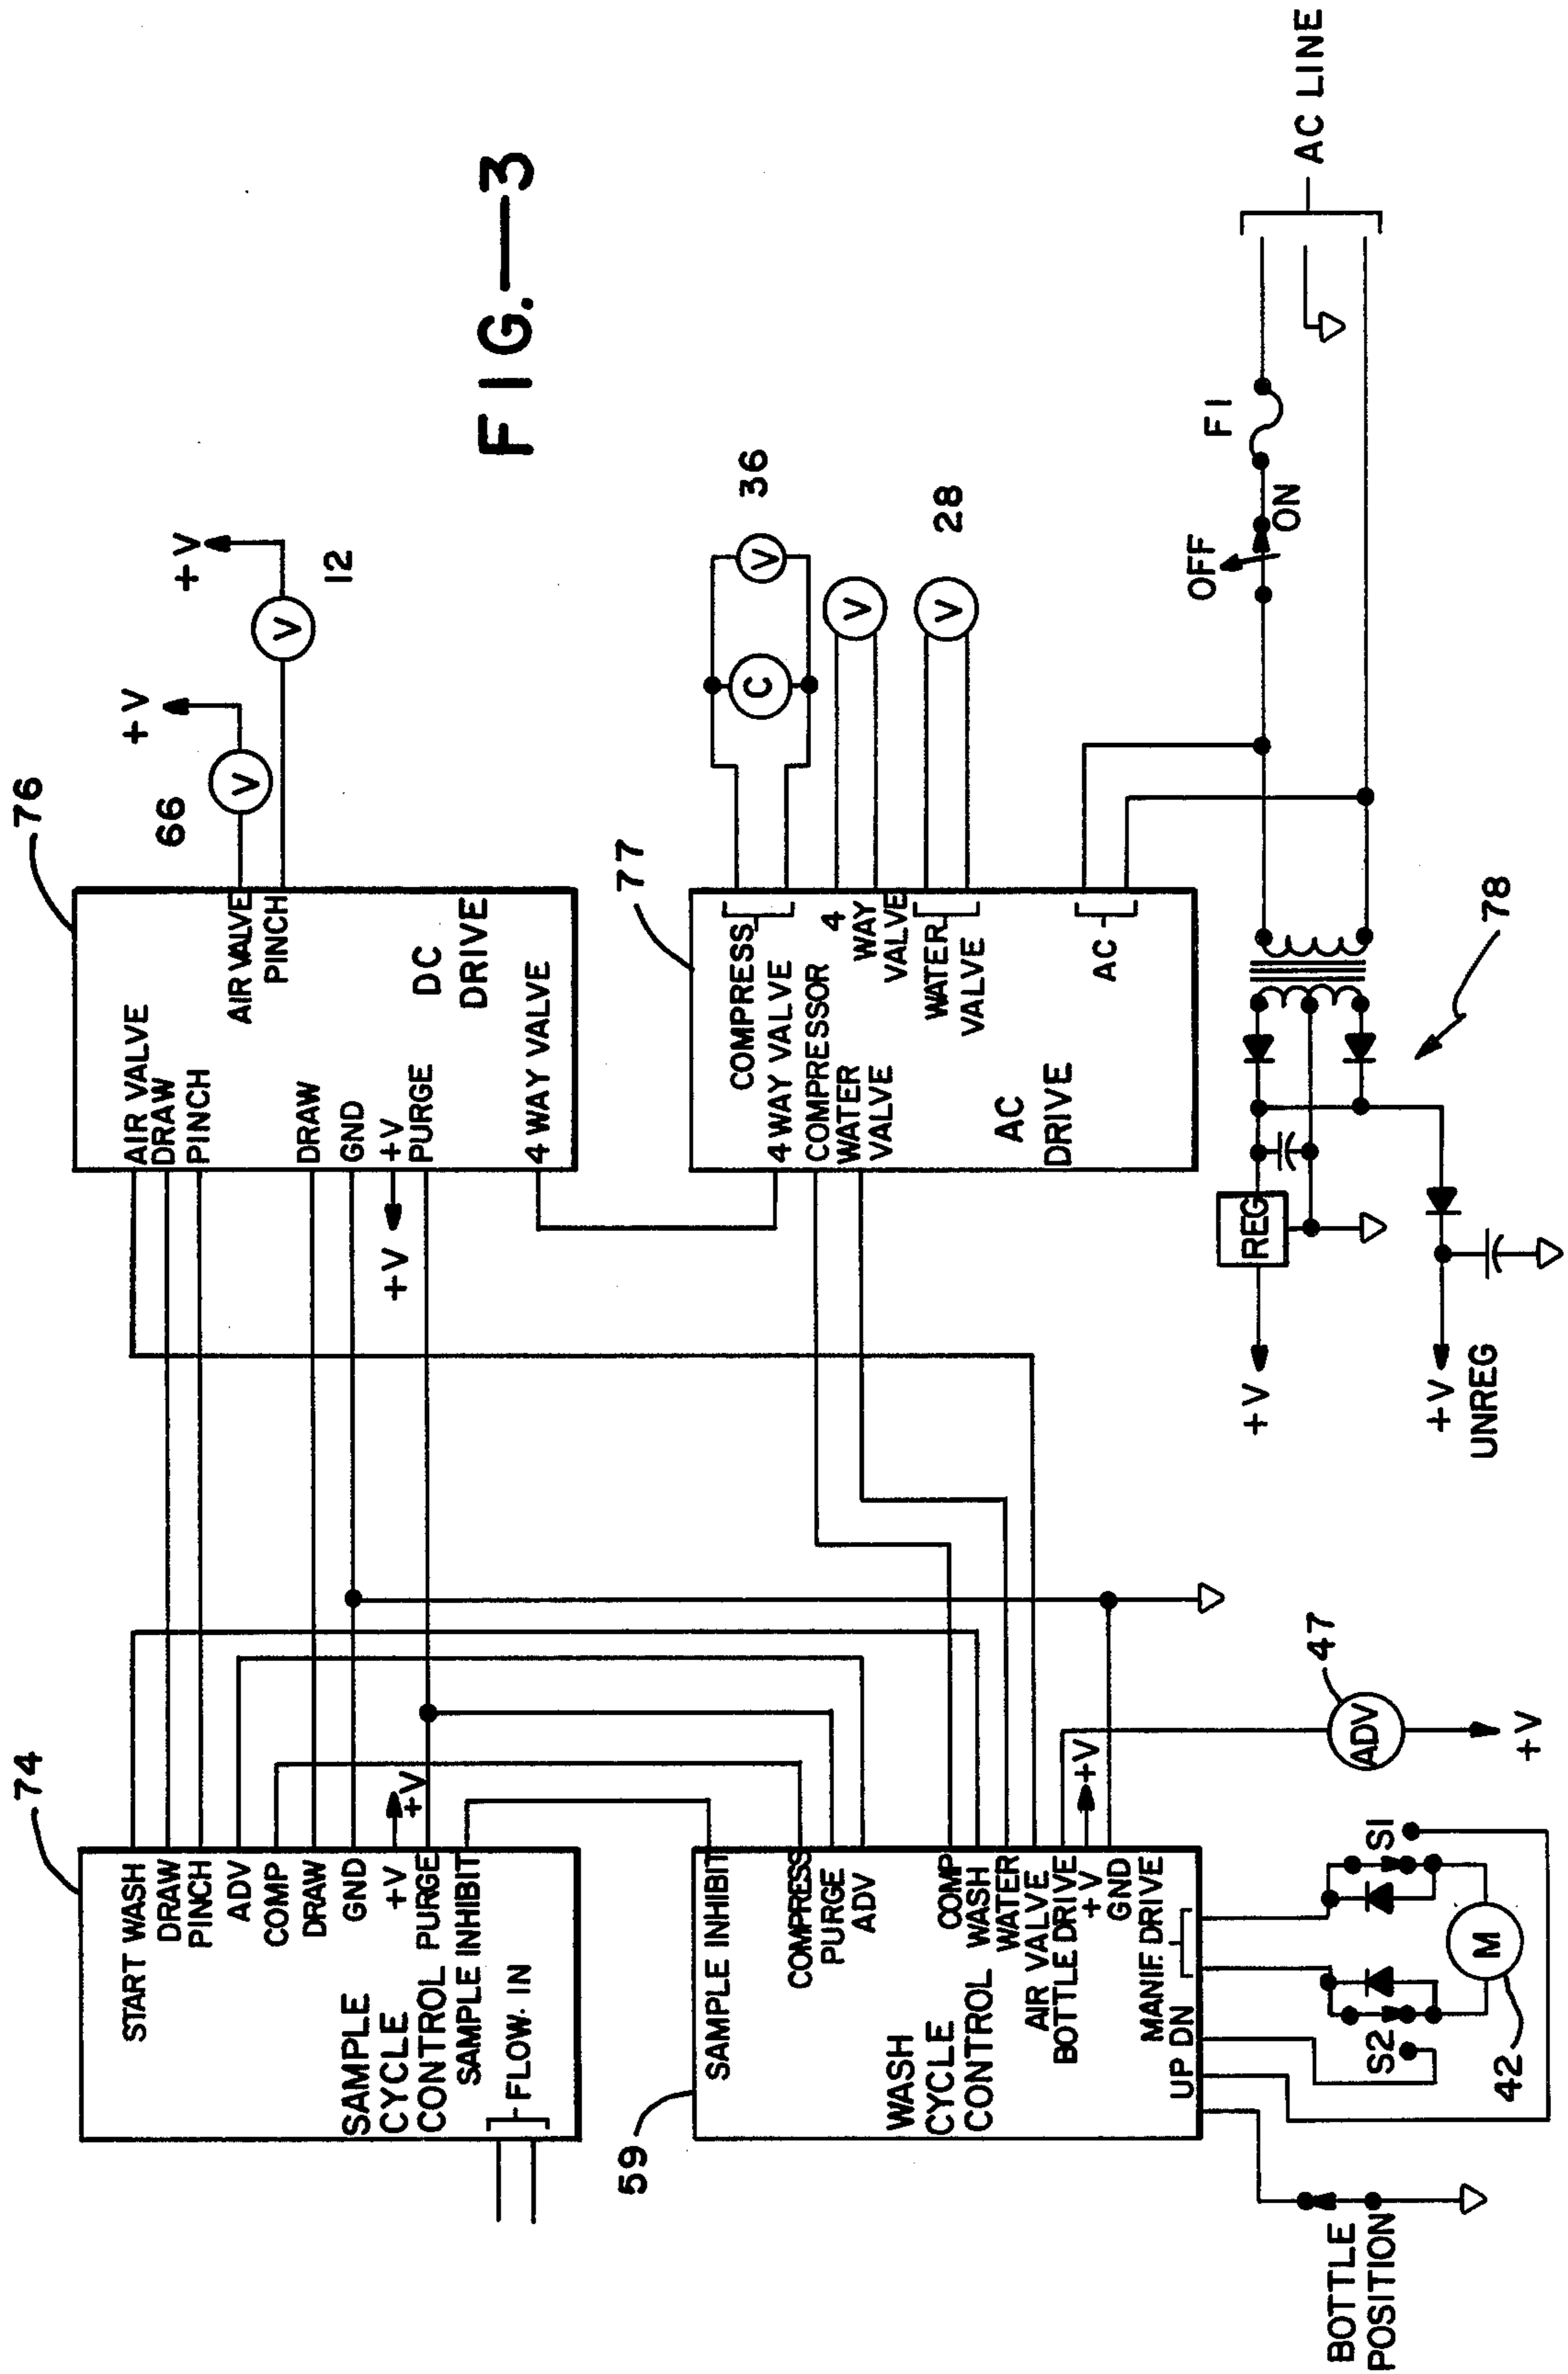 FIG.—3
74
START WASH
DRAW
PINCH
ADV
COMP
DRAW
GND
+V
PURGE
SAMPLE INHIBIT
SAMPLE
CYCLE
CONTROL
FLOW IN
+V
76
AIR VALVE
DRAW
PINCH
DRAW
GND
+V
PURGE
4 WAY VALVE
AIR VALVE
PINCH
DC
DRIVE
+V
66
V
+V
V
+V
12
59
SAMPLE INHIBIT
COMPRESS
PURGE
ADV
COMP
WASH
WATER
AIR VALVE
BOTTLE DRIVE
+V
GND
MANIF. DRIVE
UP DN
WASH
CYCLE
CONTROL
+V
47
ADV
+V
S1
S2
M
42
BOTTLE
POSITION
77
COMPRESS
4 WAY VALVE
COMPRESSOR
WATER
VALVE
4
WAY
VALVE
WATER
VALVE
AC
AC
DRIVE
C
V
36
V
V
28
OFF
ON
F1
AC LINE
78
REG
+V
+V
UNREG